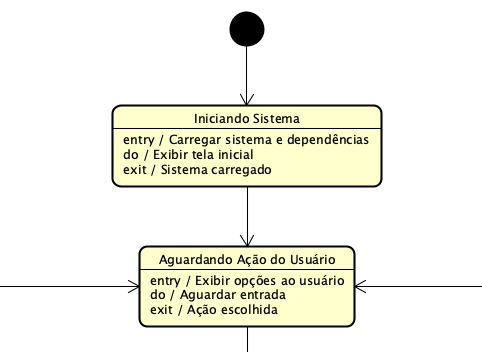 Iniciando Sistema
entry / Carregar sistema e dependências
do / Exibir tela inicial
exit / Sistema carregado
Aguardando Ação do Usuário
entry / Exibir opções ao usuário
do / Aguardar entrada
exit / Ação escolhida